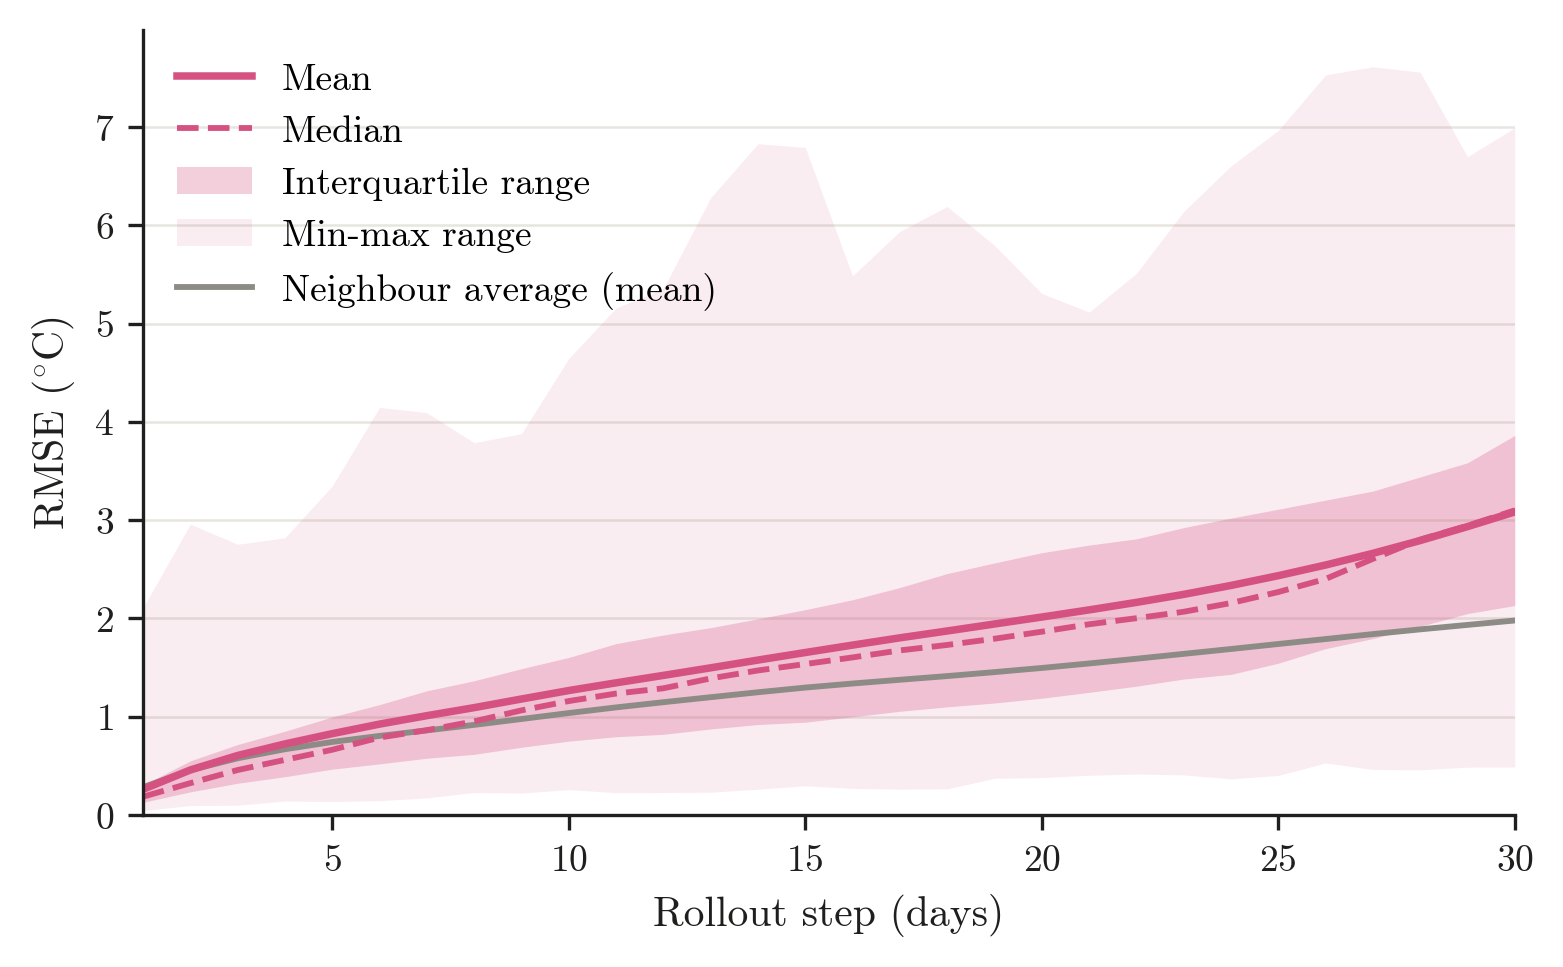 Mean
Median
Interquartile range
Min-max range
Neighbour average (mean)
7
6
5
4
3
2
1
0
RMSE (°C)
5 10 15 20 25 30
Rollout step (days)